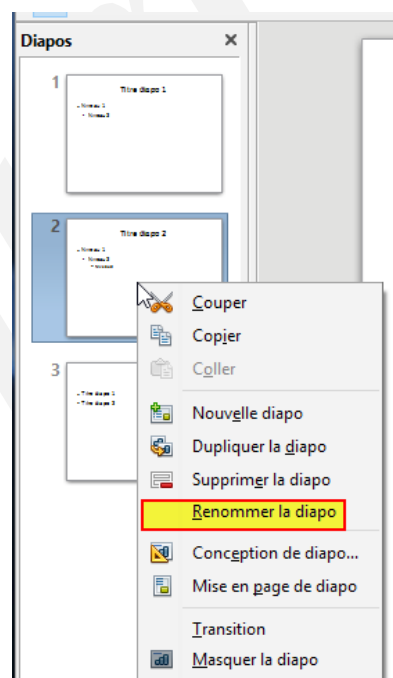 Diapos
1
Titre diapo 1
- Niveau 1
• Niveau 2
2
Titre diapo 2
- Niveau 1
• Niveau 2
3
- Titre diapo 1
- Titre diapo 2
Couper
Copier
Coller
Nouvelle diapo
Dupliquer la diapo
Supprimer la diapo
Renommer la diapo
Conception de diapo...
Mise en page de diapo
Transition
Masquer la diapo